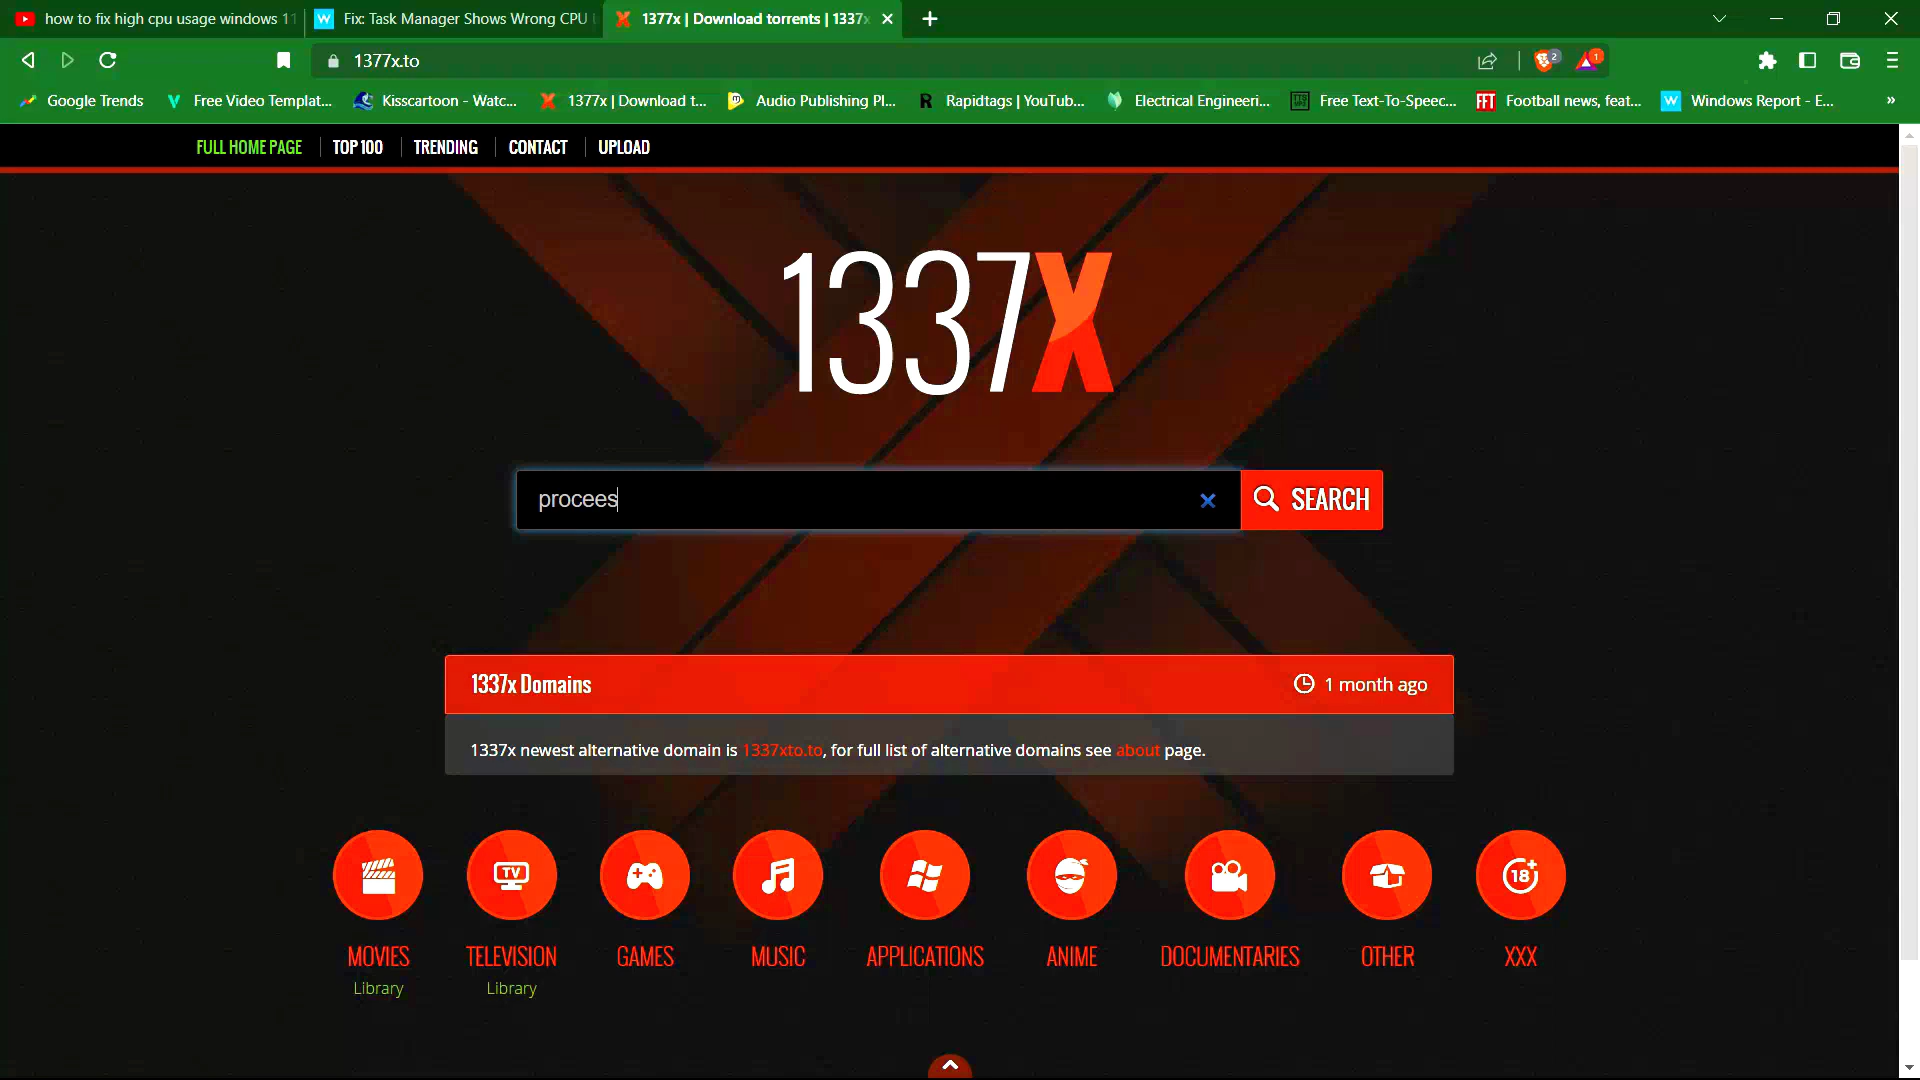 how to fix high cpu usage windows 11
Fix: Task Manager Shows Wrong CPU
1377x | Download torrents | 1337x
1377x.to
2
1
Google Trends
Free Video Templat...
Kisscartoon - Watc...
1377x | Download t...
Audio Publishing Pl...
Rapidtags | YouTub...
Electrical Engineeri...
Free Text-To-Speec...
Football news, feat...
Windows Report - E...
FULL HOME PAGE
TOP 100
TRENDING
CONTACT
UPLOAD
1337X
procees
SEARCH
1337x Domains
1 month ago
1337x newest alternative domain is 1337xto.to, for full list of alternative domains see about page.
TV
18+
MOVIES
TELEVISION
GAMES
MUSIC
APPLICATIONS
ANIME
DOCUMENTARIES
OTHER
XXX
Library
Library